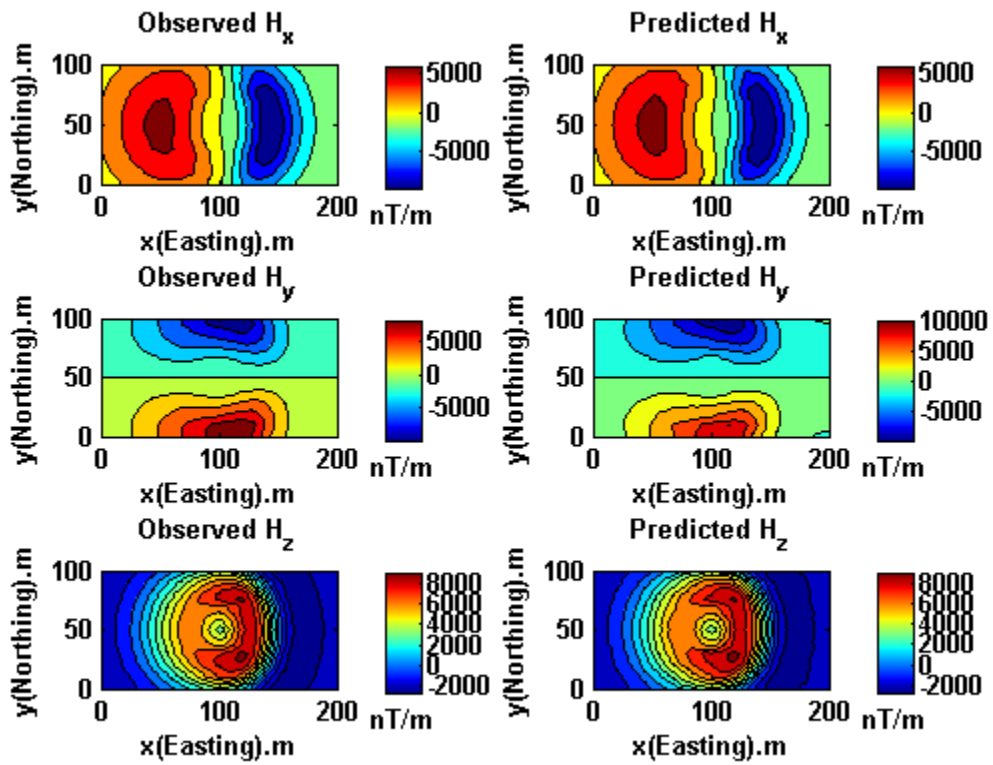 Observed H_x
y(Northing).m
100
50
0
0
100
200
x(Easting).m
5000
0
-5000
nT/m
Predicted H_x
y(Northing).m
100
50
0
0
100
200
x(Easting).m
5000
0
-5000
nT/m
Observed H_y
y(Northing).m
100
50
0
0
100
200
x(Easting).m
5000
0
-5000
nT/m
Predicted H_y
y(Northing).m
100
50
0
0
100
200
x(Easting).m
10000
5000
0
-5000
nT/m
Observed H_z
y(Northing).m
100
50
0
0
100
200
x(Easting).m
8000
6000
4000
2000
0
-2000
nT/m
Predicted H_z
y(Northing).m
100
50
0
0
100
200
x(Easting).m
8000
6000
4000
2000
0
-2000
nT/m